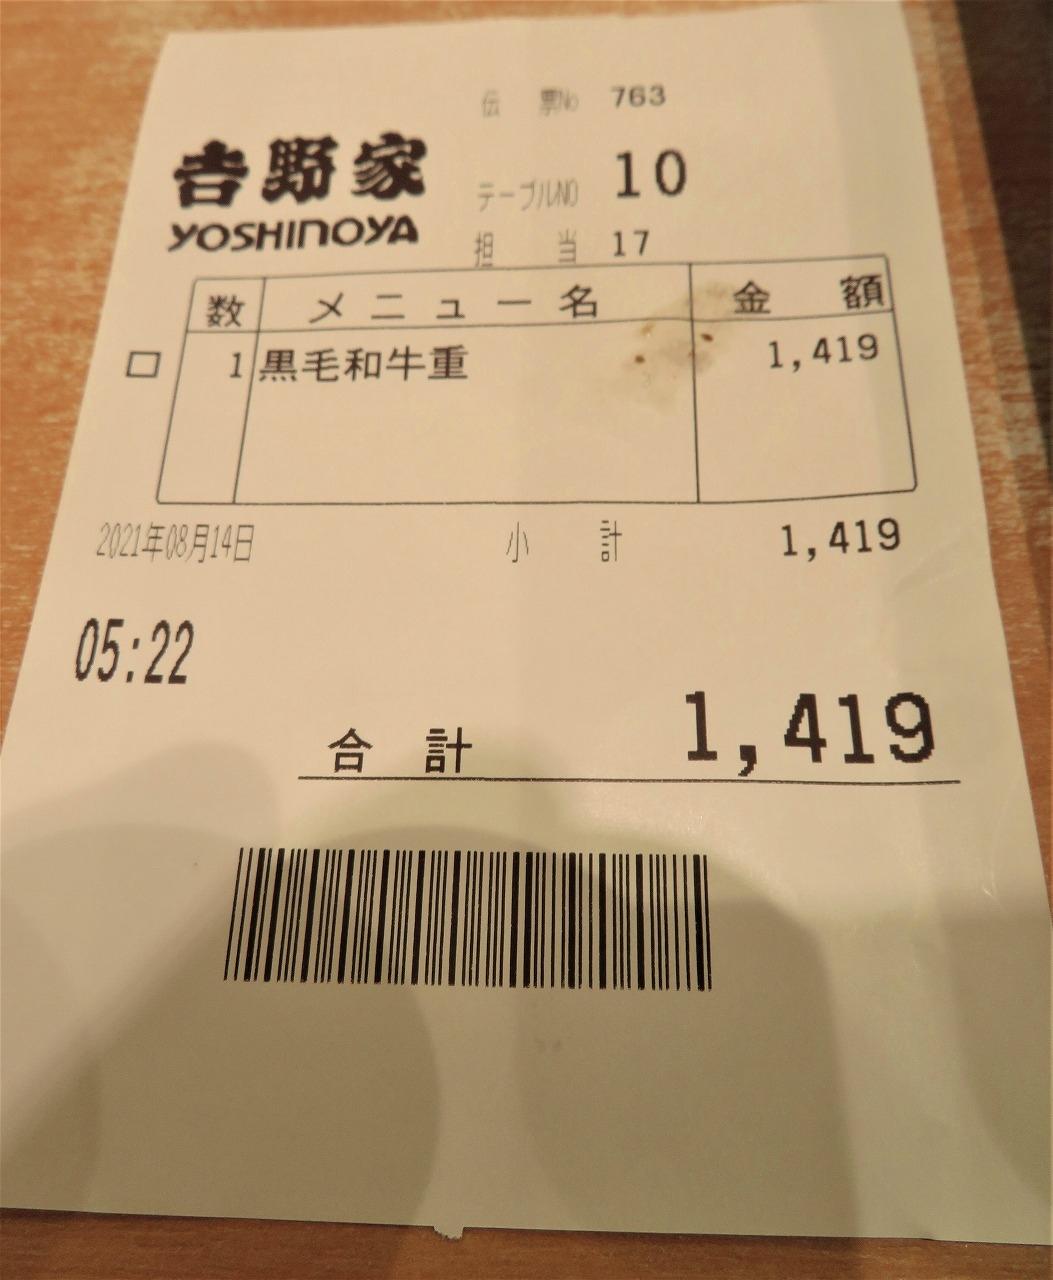 伝票No 763
吉野家
テーブルNO 10
YOSHINOYA
担当 17
数 メニュー名 金額
□ 1 黒毛和牛重 1,419
2021年08月14日 小計 1,419
05:22
合計 1,419